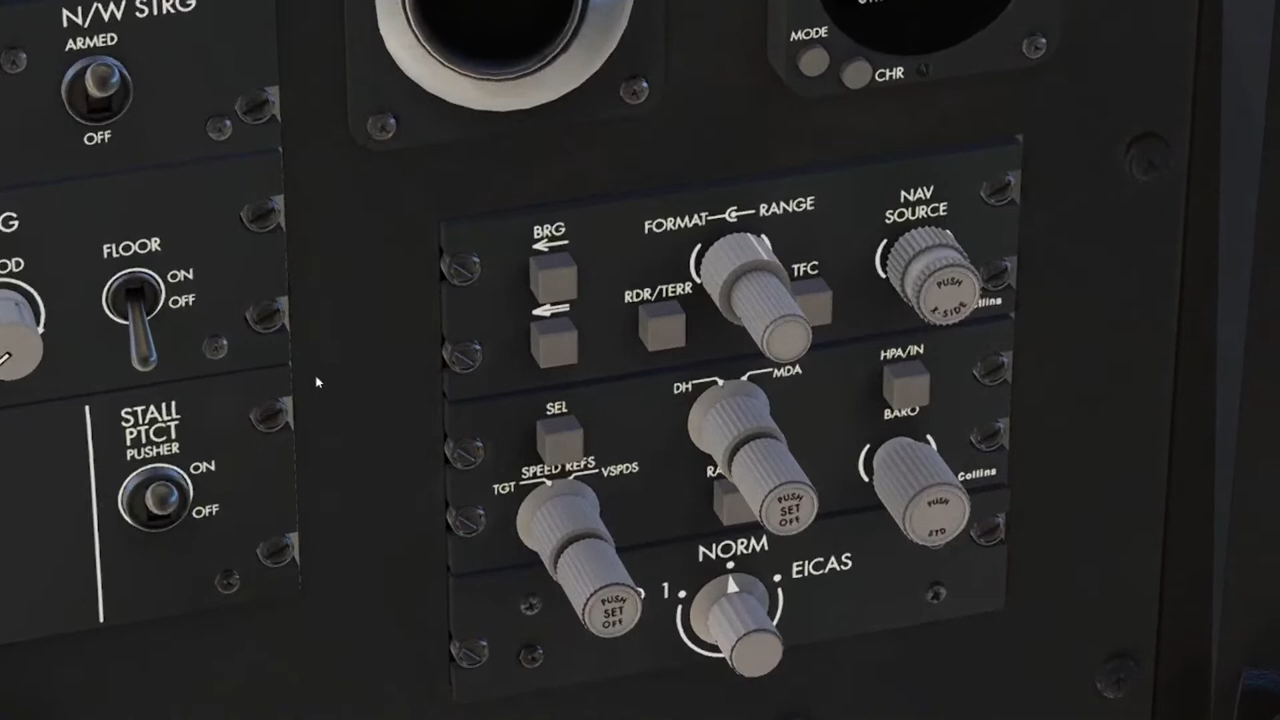 N/W STRG
ARMED
OFF
FLOOR
ON
OFF
STALL
PTCT
PUSHER
ON
OFF
MODE
CHR
BRG
FORMAT
RANGE
NAV
SOURCE
RDR/TERR
TFC
PUSH
X-SIDE
SEL
DH
MDA
HPA/IN
BARO
SPEED REFS
TGT
VSPDS
PUSH
SET
OFF
Collins
PUSH
STD
PUSH
SET
OFF
NORM
1
EICAS